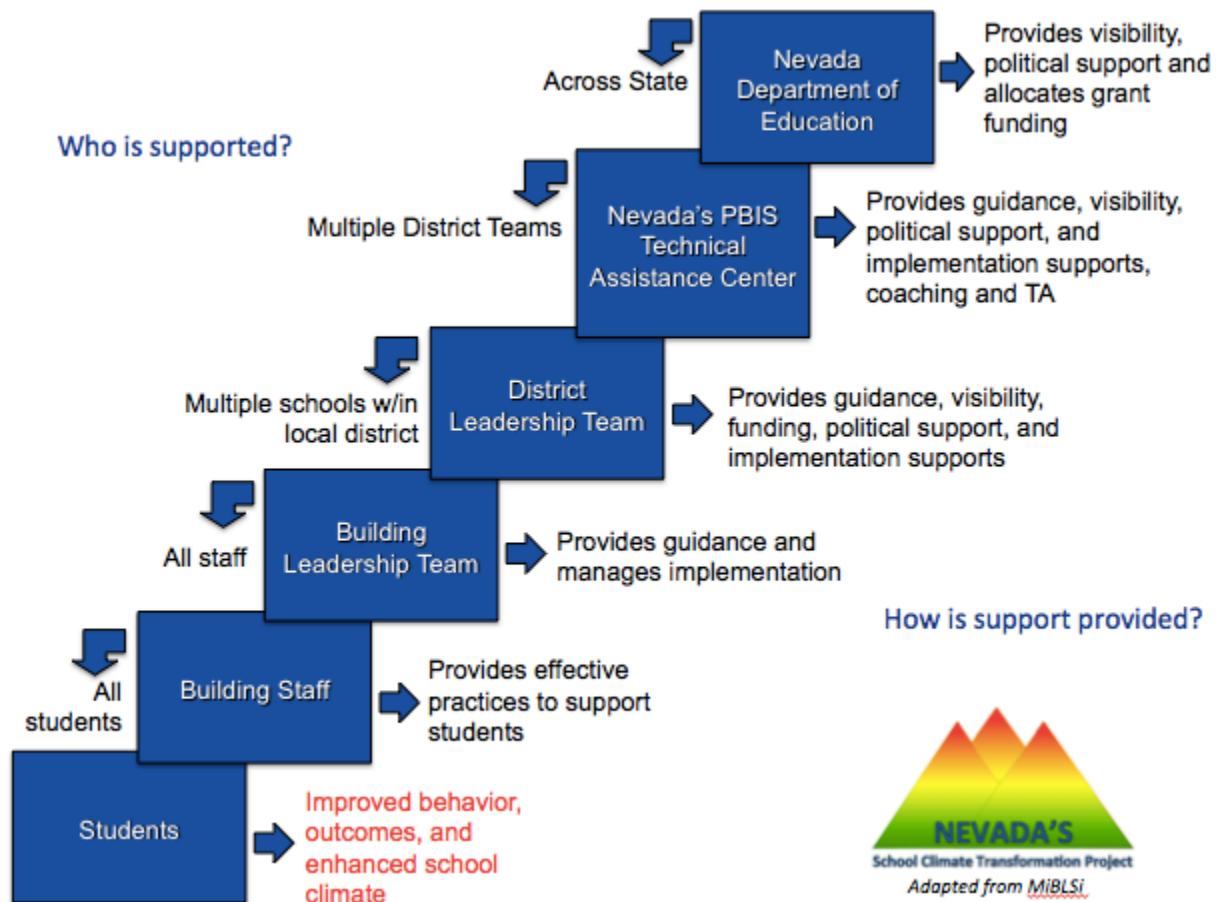 Nevada
Department of
Education
Across State
Provides visibility,
political support and
allocates grant
funding
Who is supported?
Nevada's PBIS
Technical
Assistance Center
Multiple District Teams
Provides guidance, visibility,
political support, and
implementation supports,
coaching and TA
District
Leadership Team
Multiple schools w/in
local district
Provides guidance, visibility,
funding, political support, and
implementation supports
Building
Leadership Team
All staff
Provides guidance and
manages implementation
How is support provided?
Building Staff
All
students
Provides effective
practices to support
students
Students
Improved behavior,
outcomes, and
enhanced school
climate
NEVADA'S
School Climate Transformation Project
Adapted from MiBLSi